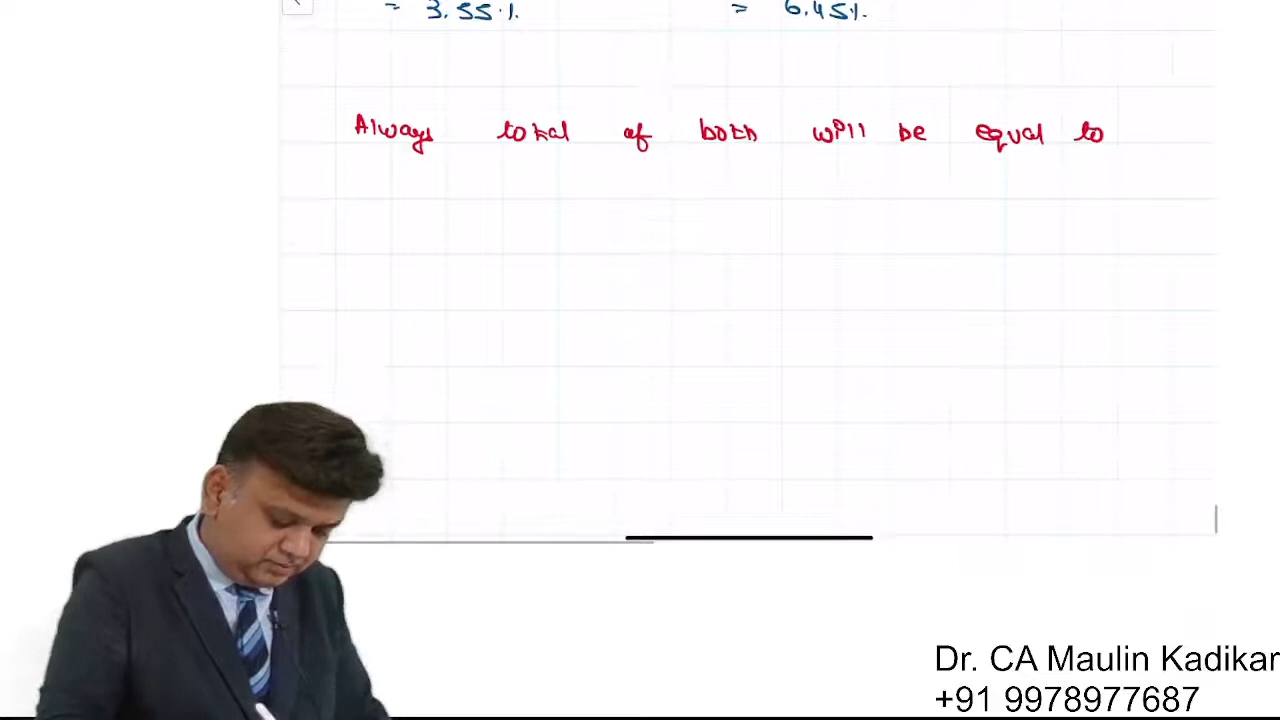 = 3.55%
= 6.45%
Always total of both will be equal to
Dr. CA Maulin Kadikar
+91 9978977687